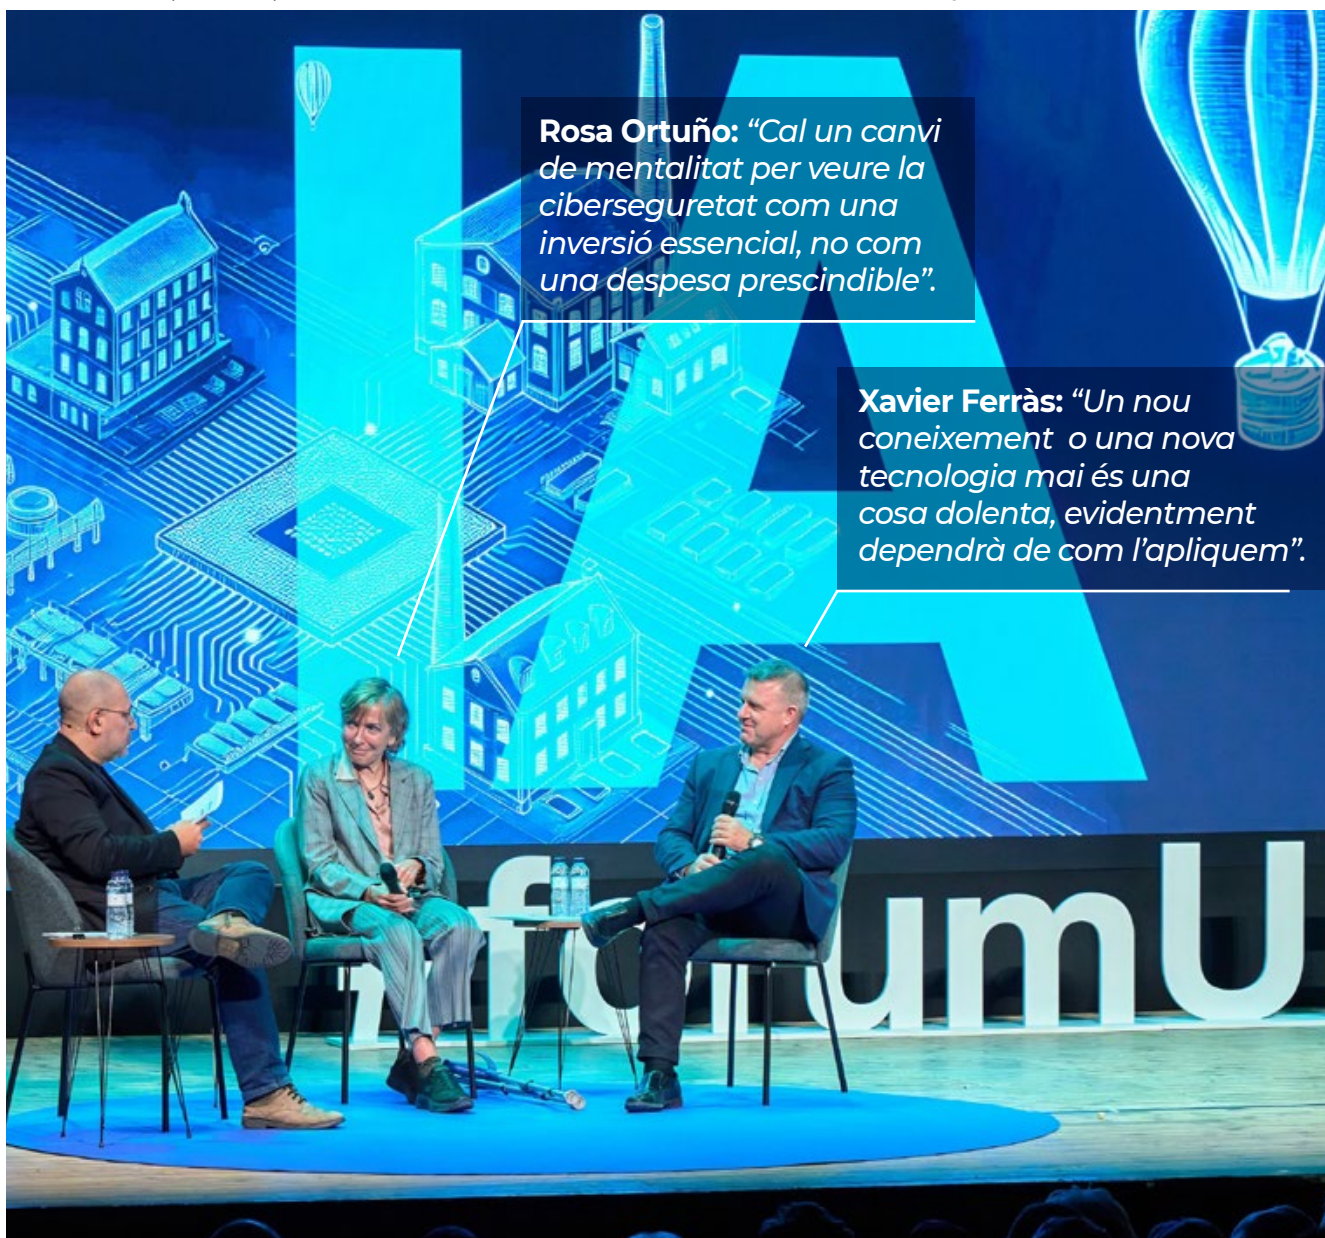 IA
Rosa Ortuño: “Cal un canvi
de mentalitat per veure la
ciberseguretat com una
inversió essencial, no com
una despesa prescindible”.
Xavier Ferràs: “Un nou
coneixement o una nova
tecnologia mai és una
cosa dolenta, evidentment
dependrà de com l’apliquem”.
#forumU